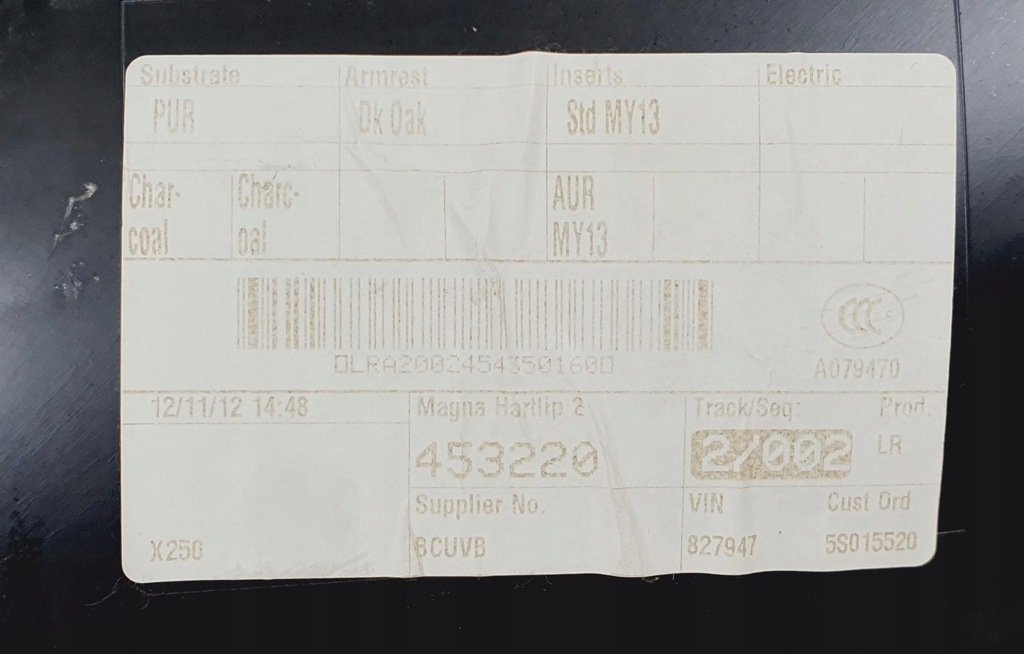 Substrate Armrest Inserts Electric
PUR Dk Oak Std MY13
Char- Charc- AUR
coal oal MY13
CCC S
A079470
12/11/12 14:48 Magna Hartlip 2 Track/Seq: Prod.
453220 2/002 LR
Supplier No. VIN Cust Ord
X250 827947 5S015520